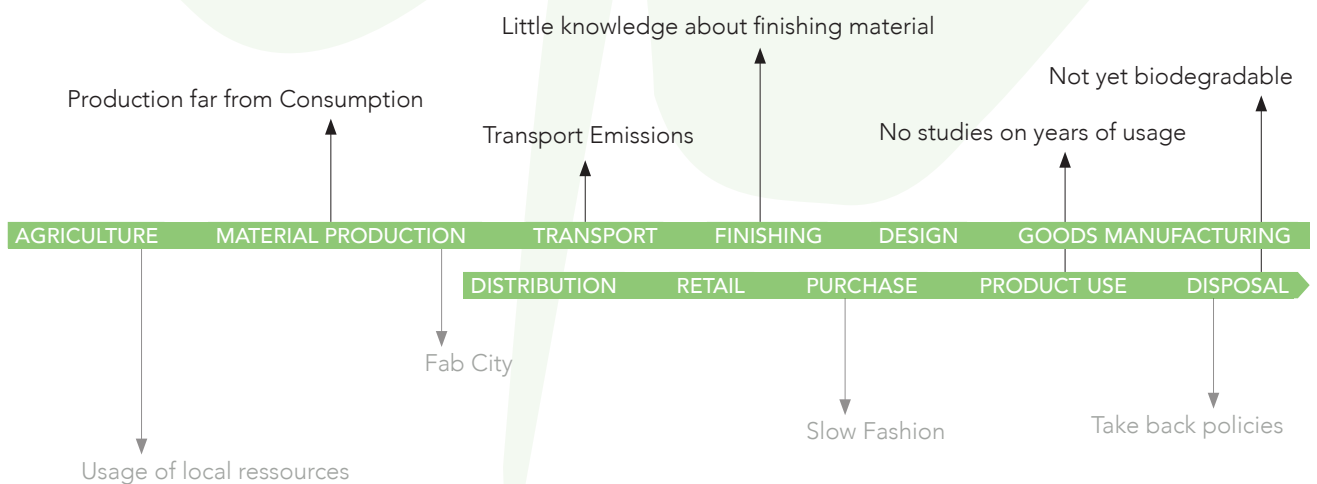 Little knowledge about finishing material
Not yet biodegradable
Production far from Consumption
No studies on years of usage
Transport Emissions
AGRICULTURE MATERIAL PRODUCTION TRANSPORT FINISHING DESIGN GOODS MANUFACTURING
DISTRIBUTION RETAIL PURCHASE PRODUCT USE DISPOSAL
Fab City
Take back policies
Slow Fashion
Usage of local ressources